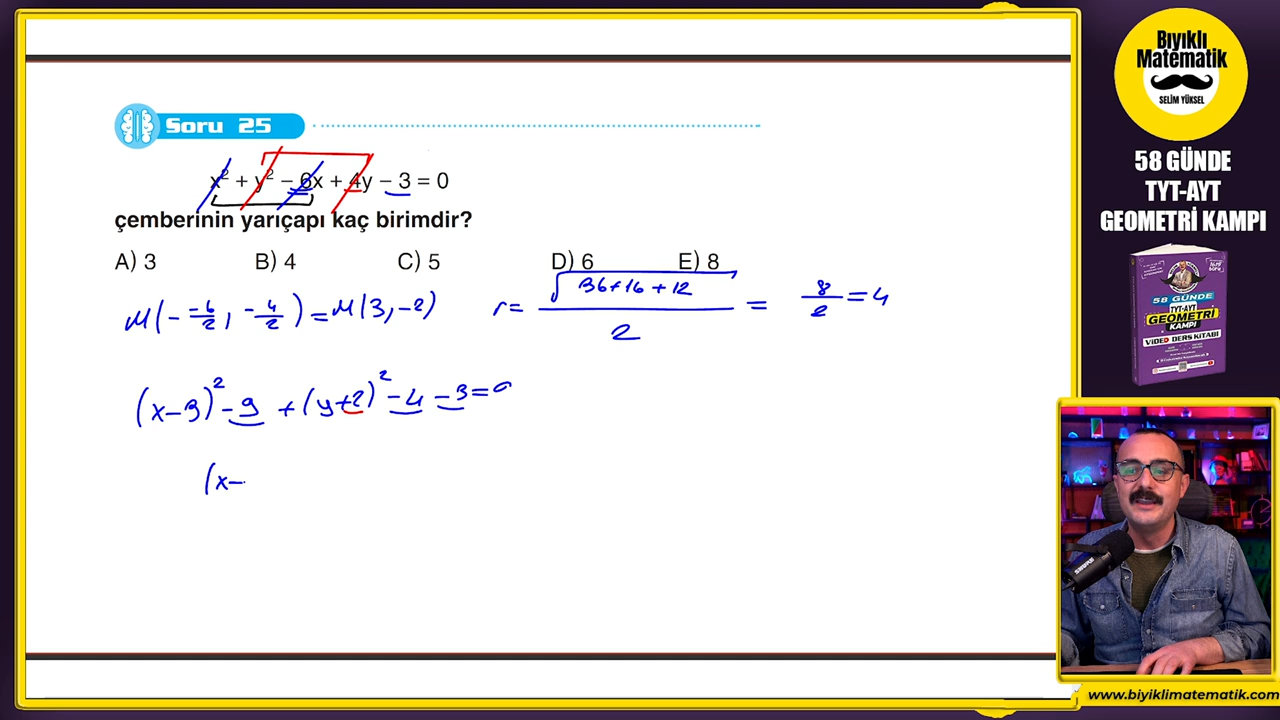 Bıyıklı
Matematik
SELİM YÜKSEL
58 GÜNDE
TYT-AYT
GEOMETRİ KAMPI
Soru 25
x² + y² − 6x + 4y − 3 = 0
çemberinin yarıçapı kaç birimdir?
A) 3 B) 4 C) 5 D) 6 E) 8
M(− −6/2, −4/2) = M(3, −2) r = √36+16+12 / 2 = 8/2 = 4
(x−3)² − 9 + (y+2)² − 4 − 3 = 0
(x−
58 GÜNDE
TYT-AYT
GEOMETRİ
KAMPI
VİDEO DERS KİTABI
www.biyiklimatematik.com